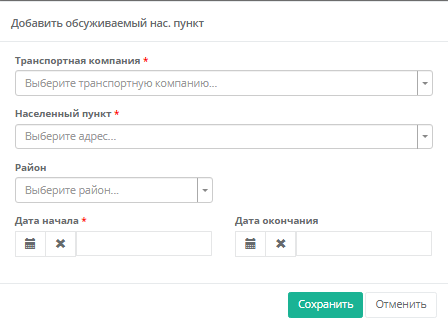 Добавить обсуживаемый нас. пункт
Транспортная компания *
Выберите транспортную компанию...
Населенный пункт *
Выберите адрес...
Район
Выберите район...
Дата начала * Дата окончания
Сохранить Отменить